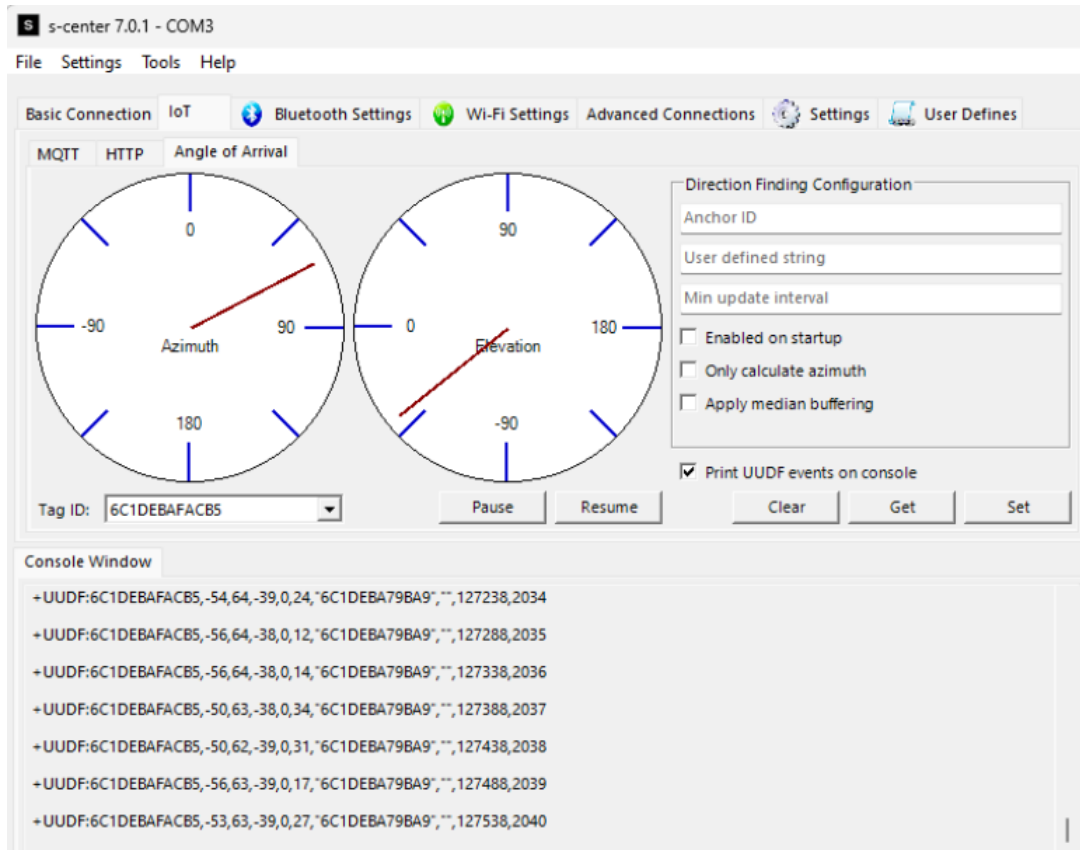 s s-center 7.0.1 - COM3
File Settings Tools Help
Basic Connection IoT Bluetooth Settings Wi-Fi Settings Advanced Connections Settings User Defines
MQTT HTTP Angle of Arrival
0
-90 90
Azimuth
180
90
0 180
Elevation
-90
Direction Finding Configuration
Anchor ID
User defined string
Min update interval
Enabled on startup
Only calculate azimuth
Apply median buffering
Print UUDF events on console
Tag ID: 6C1DEBAFACB5 Pause Resume Clear Get Set
Console Window
+UUDF:6C1DEBAFACB5,-54,64,-39,0,24,"6C1DEBA79BA9","",127238,2034
+UUDF:6C1DEBAFACB5,-56,64,-38,0,12,"6C1DEBA79BA9","",127288,2035
+UUDF:6C1DEBAFACB5,-56,64,-38,0,14,"6C1DEBA79BA9","",127338,2036
+UUDF:6C1DEBAFACB5,-50,63,-38,0,34,"6C1DEBA79BA9","",127388,2037
+UUDF:6C1DEBAFACB5,-50,62,-39,0,31,"6C1DEBA79BA9","",127438,2038
+UUDF:6C1DEBAFACB5,-56,63,-39,0,17,"6C1DEBA79BA9","",127488,2039
+UUDF:6C1DEBAFACB5,-53,63,-39,0,27,"6C1DEBA79BA9","",127538,2040